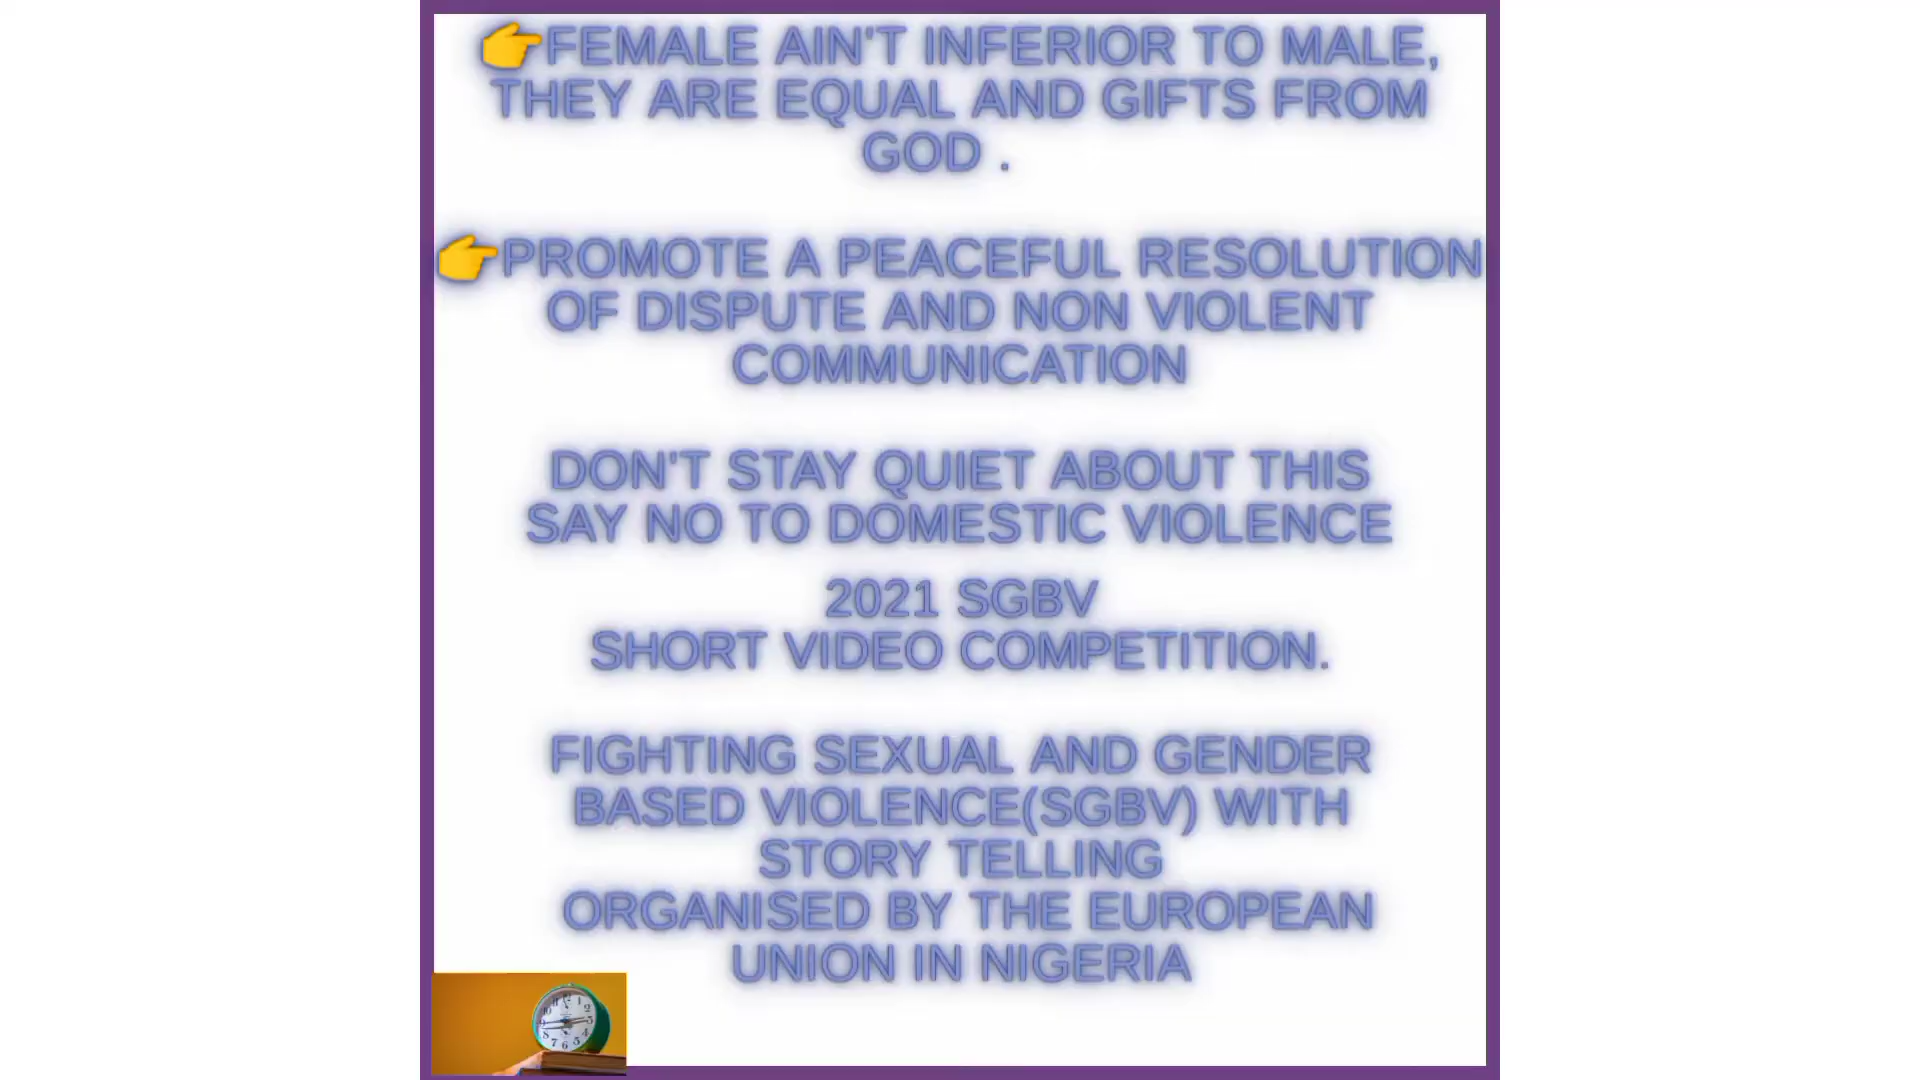 👉FEMALE AIN'T INFERIOR TO MALE,
THEY ARE EQUAL AND GIFTS FROM
GOD .
👉PROMOTE A PEACEFUL RESOLUTION
OF DISPUTE AND NON VIOLENT
COMMUNICATION
DON'T STAY QUIET ABOUT THIS
SAY NO TO DOMESTIC VIOLENCE
2021 SGBV
SHORT VIDEO COMPETITION.
FIGHTING SEXUAL AND GENDER
BASED VIOLENCE(SGBV) WITH
STORY TELLING
ORGANISED BY THE EUROPEAN
UNION IN NIGERIA